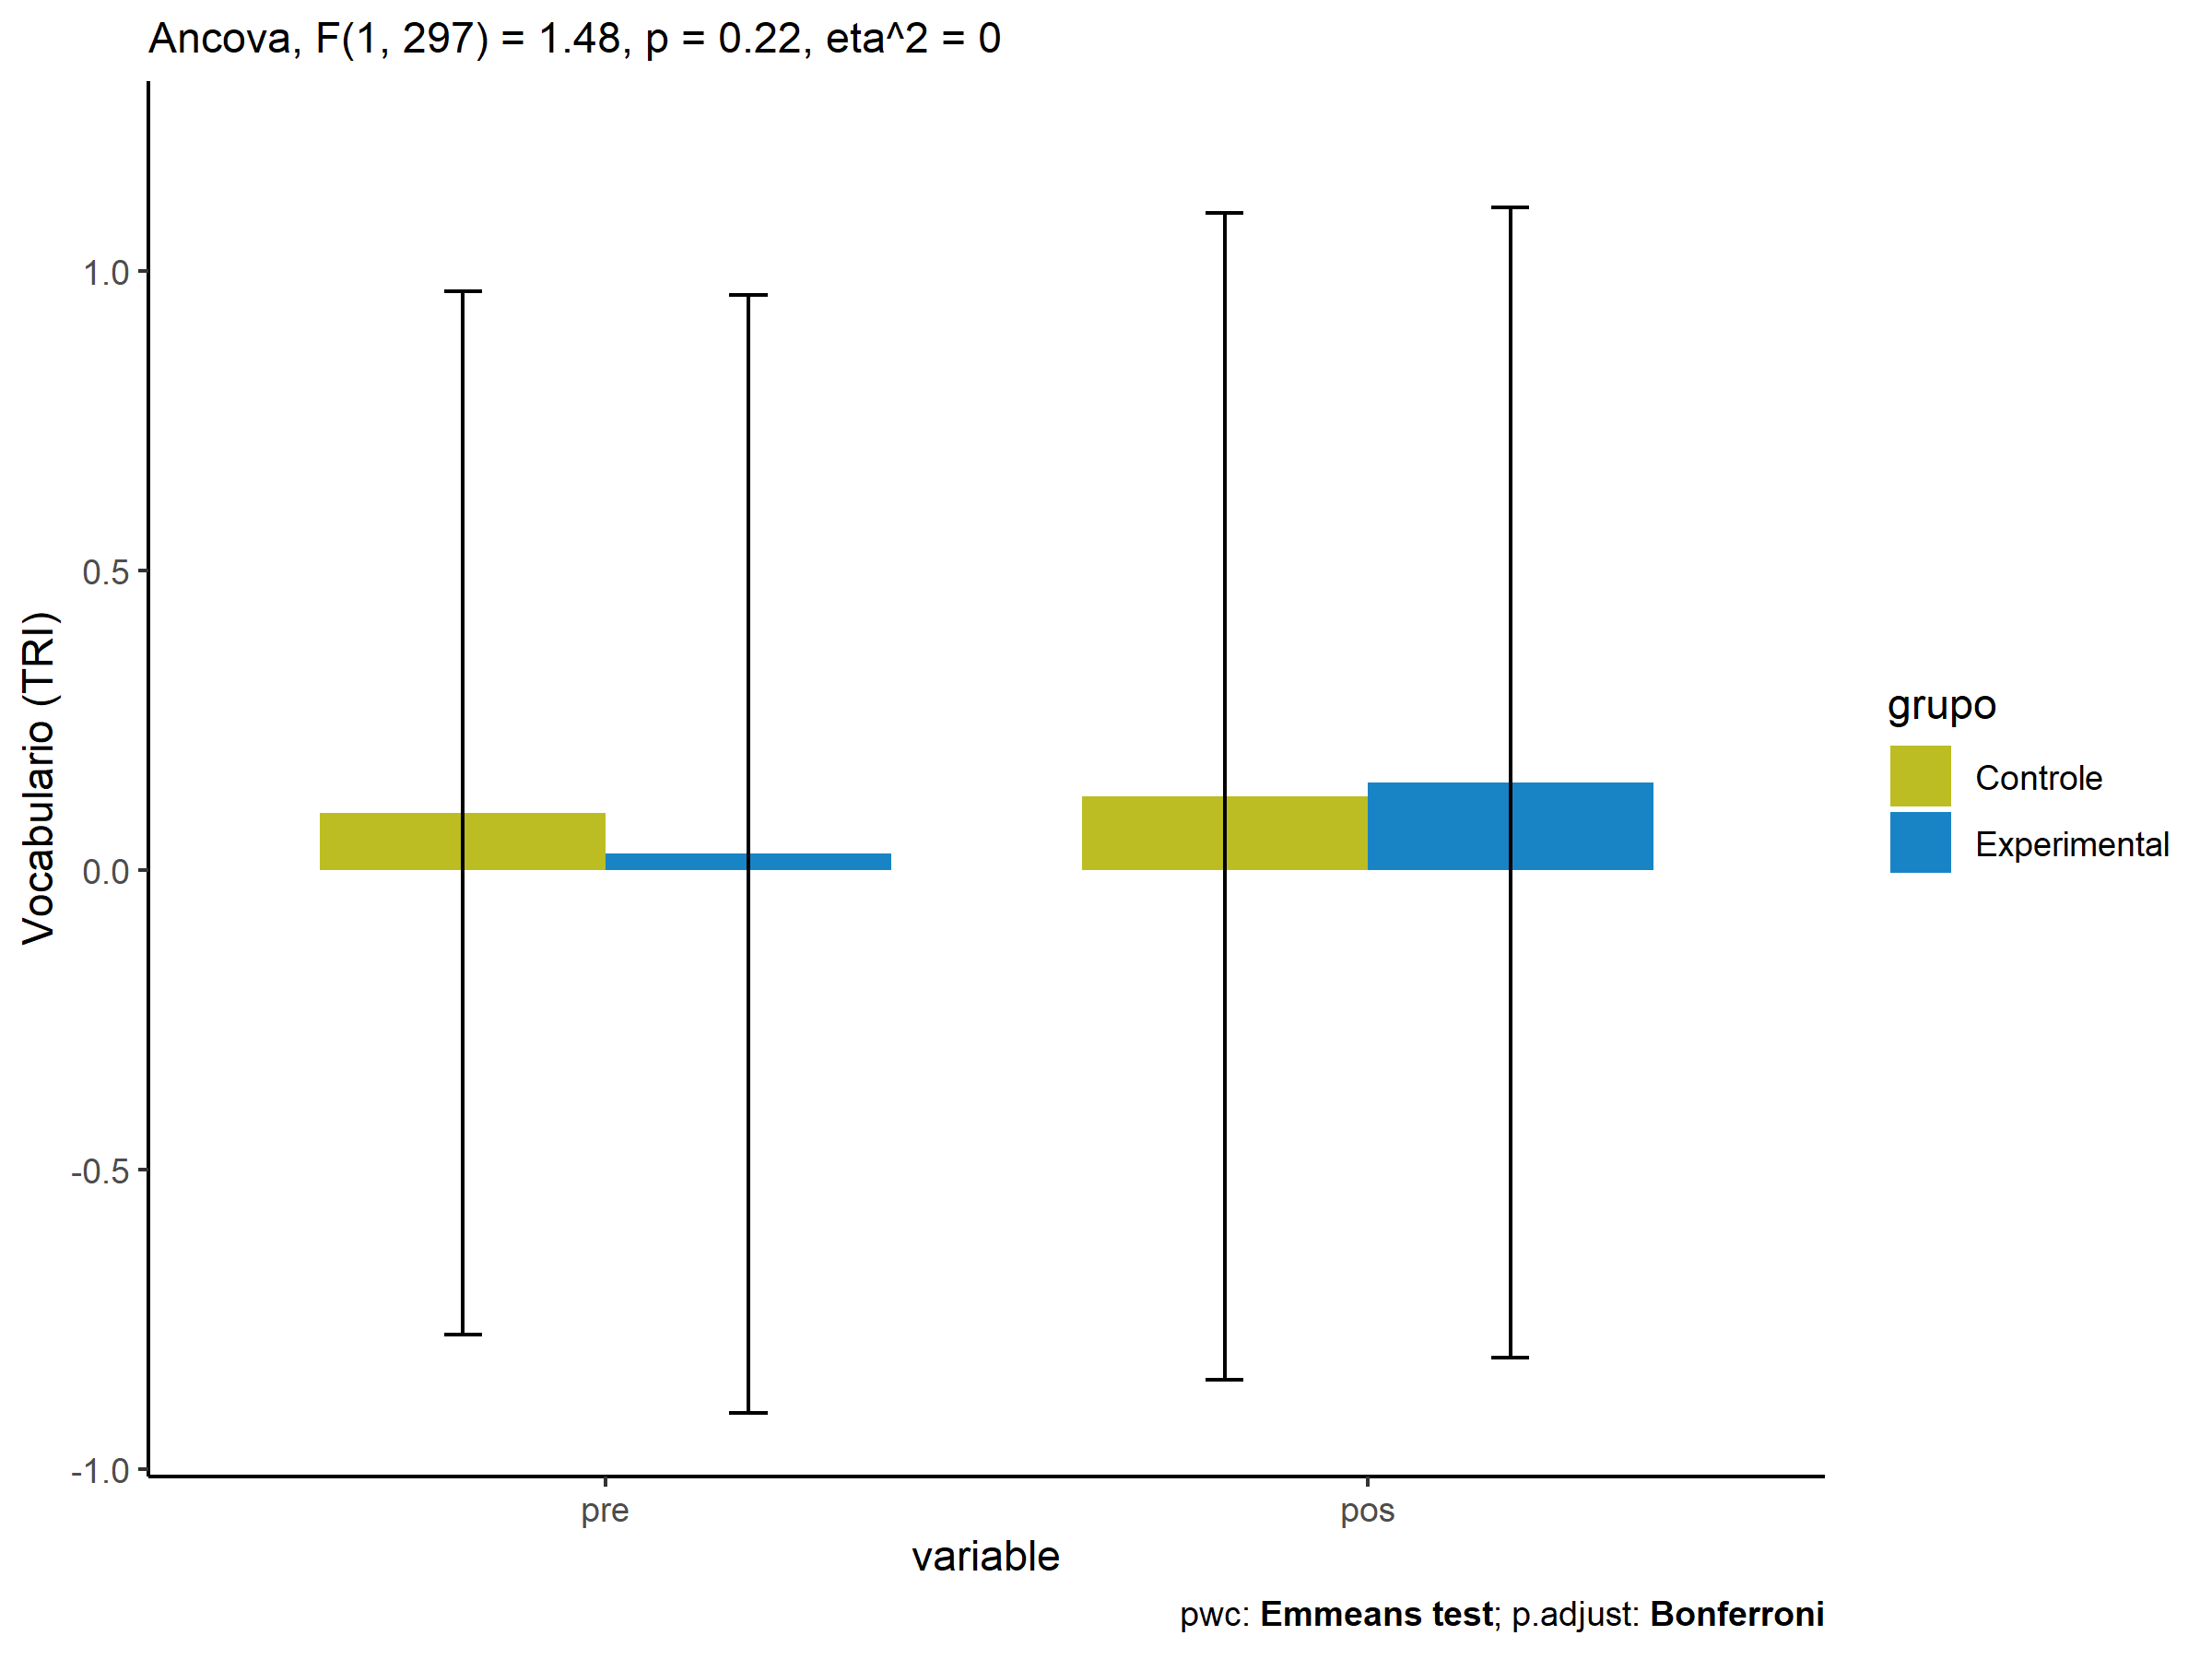 Ancova, F(1, 297) = 1.48, p = 0.22, eta^2 = 0
Vocabulario (TRI)
1.0
0.5
0.0
-0.5
-1.0
pre
pos
variable
grupo
Controle
Experimental
pwc: Emmeans test; p.adjust: Bonferroni